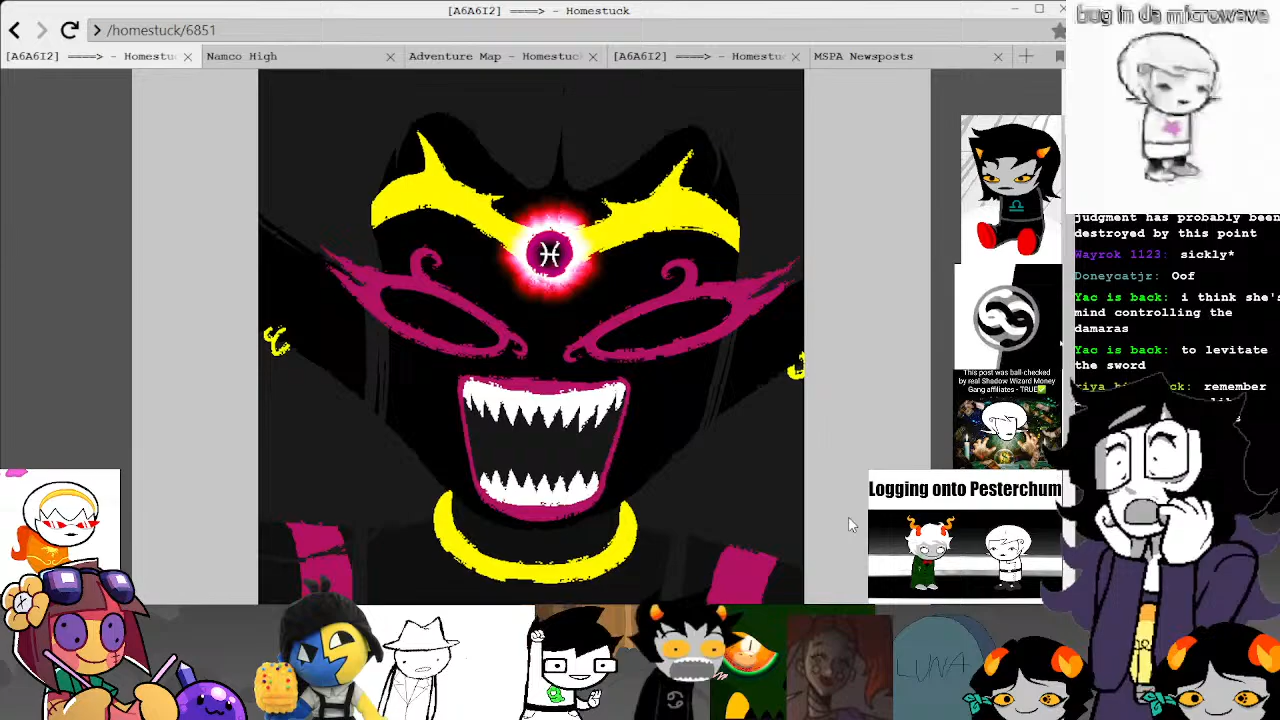 [A6A6I2] ====> - Homestuck
/homestuck/6851
[A6A6I2] ====> - Homestu
Namco High
Adventure Map - Homestuc
[A6A6I2] ====> - Homestuc
MSPA Newsposts
bug in da microwave
judgment has probably been
destroyed by this point
Wayrok 1123: sickly*
Doneycatjr: Oof
Yac is back: i think she's
mind controlling the
damaras
Yac is back: to levitate
the sword
remember
This post was ball-checked
by real Shadow Wizard Money
Gang affiliates - TRUE✅
Logging onto Pesterchum
LUNA